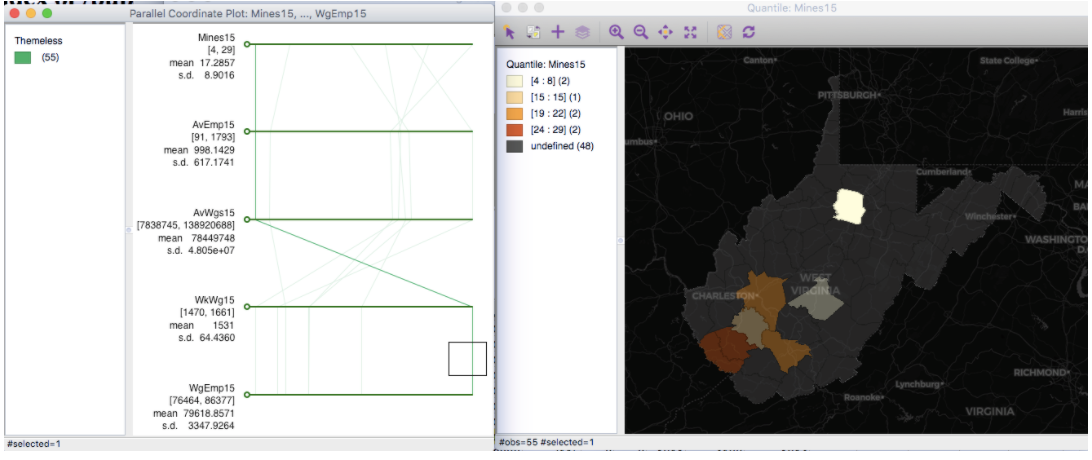 Parallel Coordinate Plot: Mines15, ..., WgEmp15
Themeless
(55)
Mines15
[4, 29]
mean 17.2857
s.d. 8.9016
AvEmp15
[91, 1793]
mean 998.1429
s.d. 617.1741
AvWgs15
[7838745, 138920688]
mean 78449748
s.d. 4.805e+07
WkWg15
[1470, 1661]
mean 1531
s.d. 64.4360
WgEmp15
[76464, 86377]
mean 79618.8571
s.d. 3347.9264
#selected=1
Quantile: Mines15
Quantile: Mines15
[4 : 8] (2)
[15 : 15] (1)
[19 : 22] (2)
[24 : 29] (2)
undefined (48)
Canton
State College
PITTSBURGH
OHIO
Harris
umbus
Cumberland
MA
BA
Winchester
WASHINGTO
D
WEST
VIRGINIA
CHARLESTON
RICHMOND
Lynchburg
Roanoke
VIRGINIA
#obs=55 #selected=1